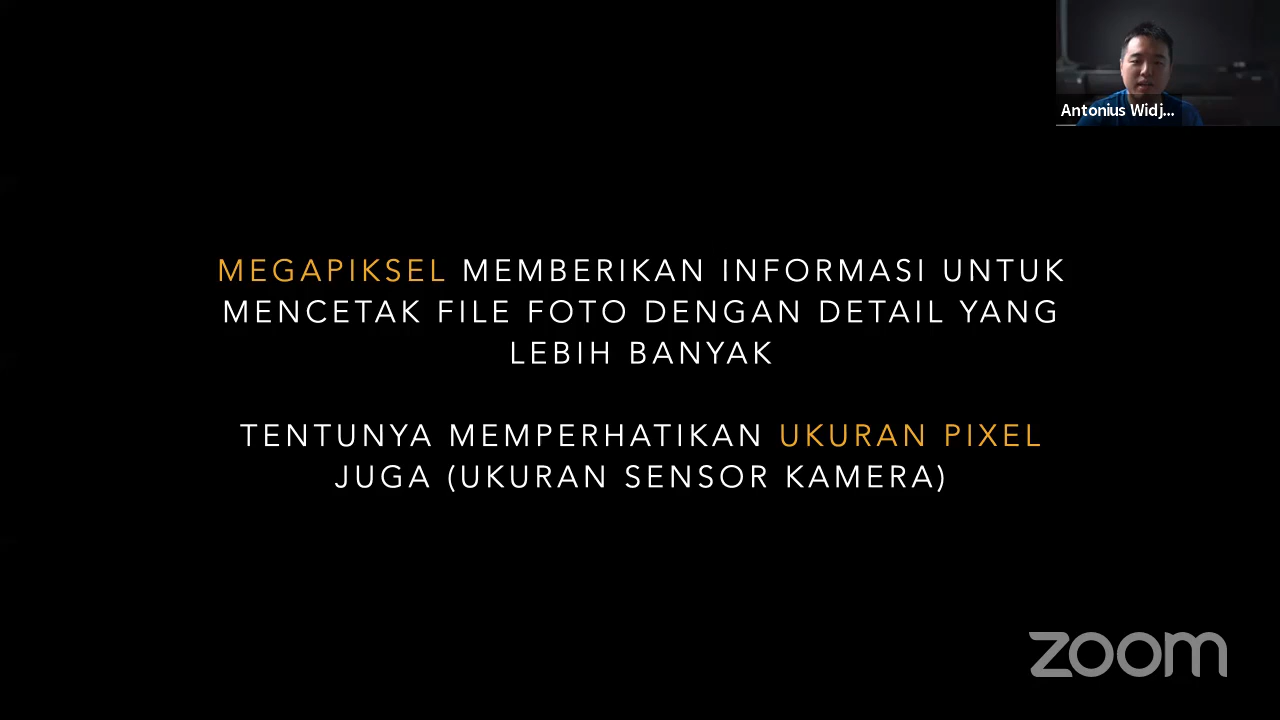 Antonius Widj...
MEGAPIKSEL MEMBERIKAN INFORMASI UNTUK
MENCETAK FILE FOTO DENGAN DETAIL YANG
LEBIH BANYAK
TENTUNYA MEMPERHATIKAN UKURAN PIXEL
JUGA (UKURAN SENSOR KAMERA)
zoom